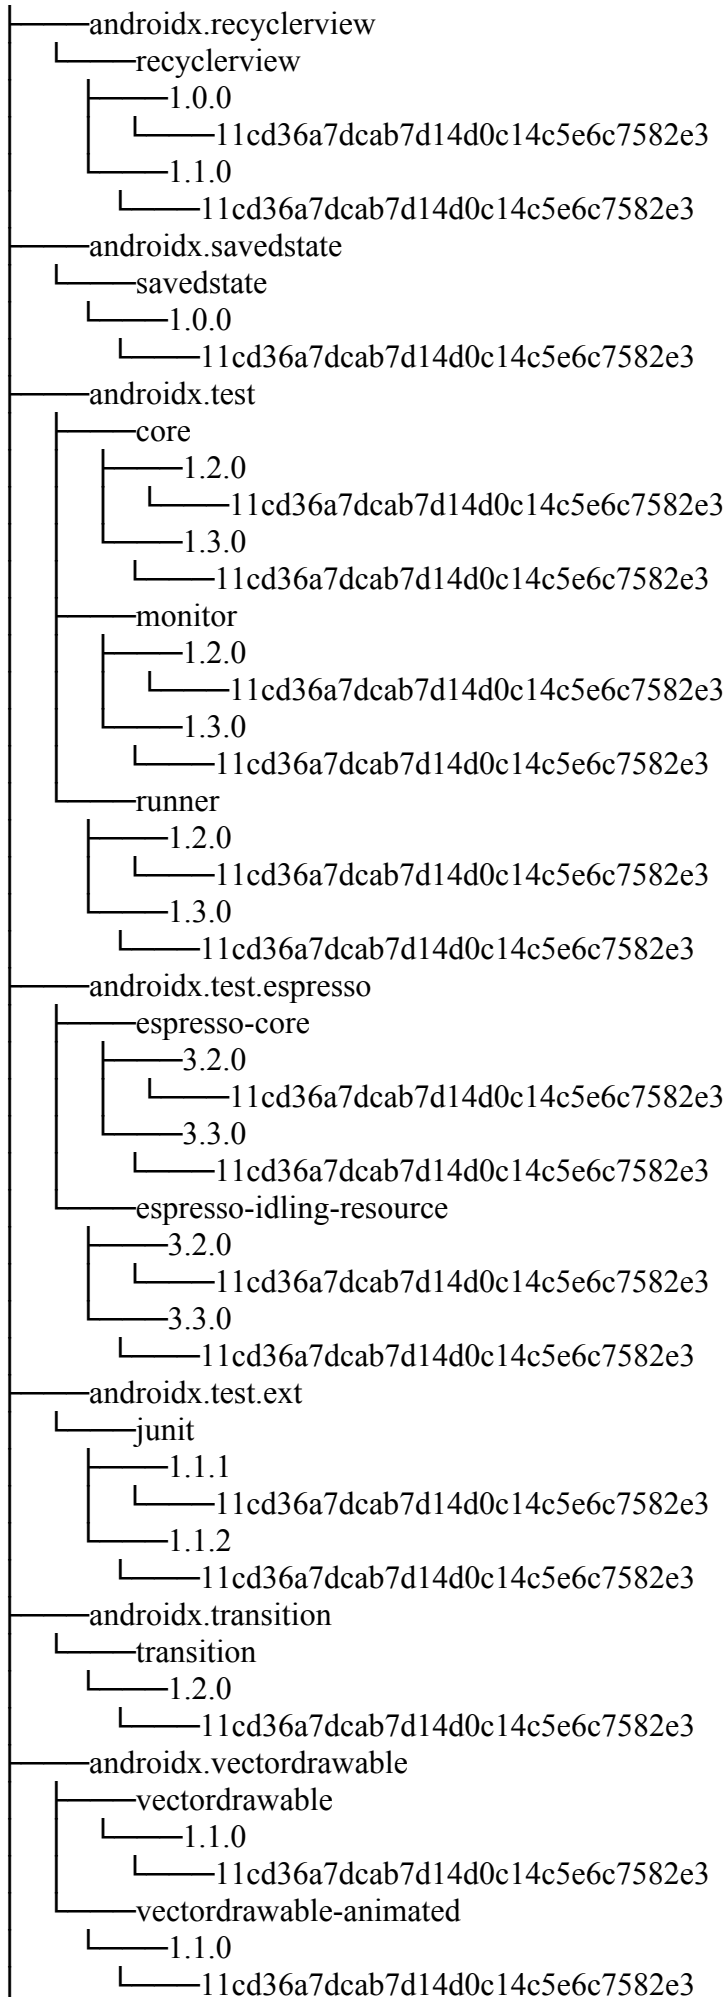 androidx.recyclerview
recyclerview
1.0.0
11cd36a7dcab7d14d0c14c5e6c7582e3
1.1.0
11cd36a7dcab7d14d0c14c5e6c7582e3
androidx.savedstate
savedstate
1.0.0
11cd36a7dcab7d14d0c14c5e6c7582e3
androidx.test
core
1.2.0
11cd36a7dcab7d14d0c14c5e6c7582e3
1.3.0
11cd36a7dcab7d14d0c14c5e6c7582e3
monitor
1.2.0
11cd36a7dcab7d14d0c14c5e6c7582e3
1.3.0
11cd36a7dcab7d14d0c14c5e6c7582e3
runner
1.2.0
11cd36a7dcab7d14d0c14c5e6c7582e3
1.3.0
11cd36a7dcab7d14d0c14c5e6c7582e3
androidx.test.espresso
espresso-core
3.2.0
11cd36a7dcab7d14d0c14c5e6c7582e3
3.3.0
11cd36a7dcab7d14d0c14c5e6c7582e3
espresso-idling-resource
3.2.0
11cd36a7dcab7d14d0c14c5e6c7582e3
3.3.0
11cd36a7dcab7d14d0c14c5e6c7582e3
androidx.test.ext
junit
1.1.1
11cd36a7dcab7d14d0c14c5e6c7582e3
1.1.2
11cd36a7dcab7d14d0c14c5e6c7582e3
androidx.transition
transition
1.2.0
11cd36a7dcab7d14d0c14c5e6c7582e3
androidx.vectordrawable
vectordrawable
1.1.0
11cd36a7dcab7d14d0c14c5e6c7582e3
vectordrawable-animated
1.1.0
11cd36a7dcab7d14d0c14c5e6c7582e3